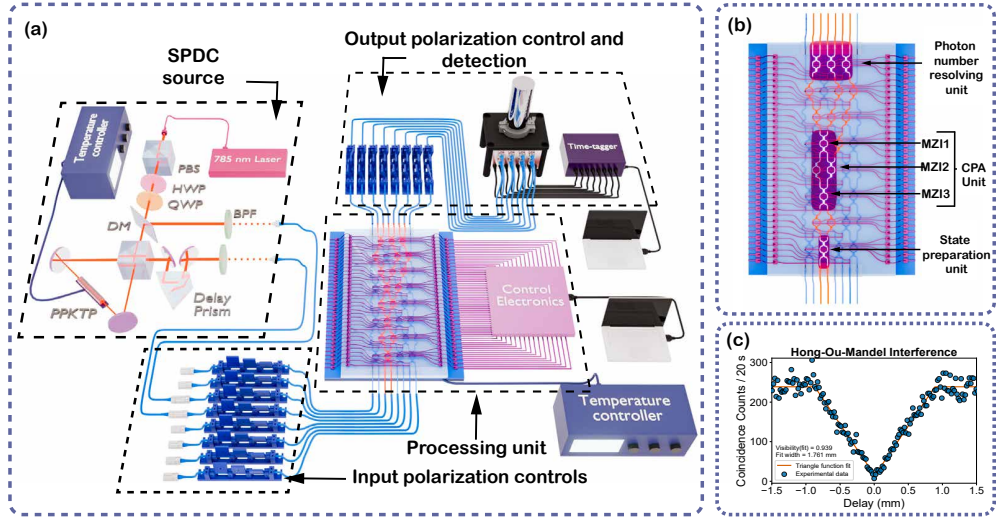 (a)
SPDC
source
Output polarization control and
detection
Temperature
controller
785 nm Laser
PBS
HWP
QWP
DM
BPF
PPKTP
Delay
Prism
Time-tagger
Control
Electronics
Temperature
controller
Processing unit
Input polarization controls
(b)
Photon
number
resolving
unit
MZI1
MZI2
MZI3
CPA
Unit
State
preparation
unit
(c)
Hong-Ou-Mandel Interference
Coincidence Counts / 20 s
300
200
100
0
Visibility(fit) = 0.939
Fit width = 1.761 mm
Triangle function fit
Experimental data
−1.5 −1.0 −0.5 0.0 0.5 1.0 1.5
Delay (mm)